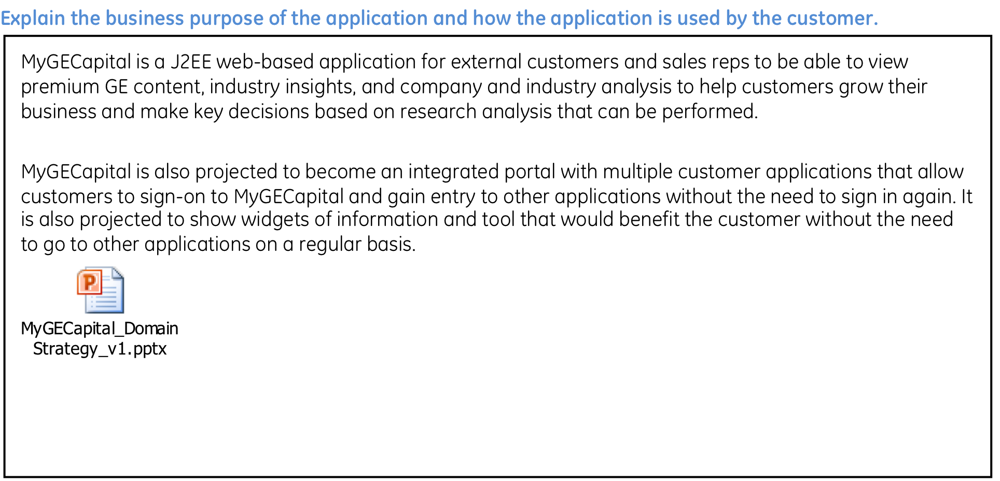 Explain the business purpose of the application and how the application is used by the customer.
MyGECapital is a J2EE web-based application for external customers and sales reps to be able to view
premium GE content, industry insights, and company and industry analysis to help customers grow their
business and make key decisions based on research analysis that can be performed.
MyGECapital is also projected to become an integrated portal with multiple customer applications that allow
customers to sign-on to MyGECapital and gain entry to other applications without the need to sign in again. It
is also projected to show widgets of information and tool that would benefit the customer without the need
to go to other applications on a regular basis.
P
MyGECapital_Domain
Strategy_v1.pptx